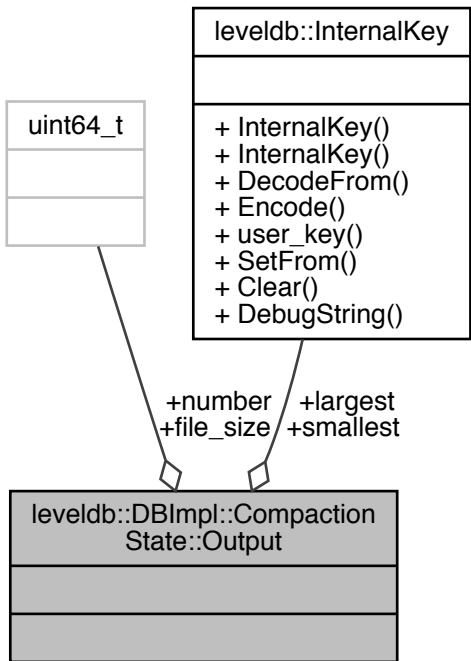 leveldb::InternalKey
+ InternalKey()
+ InternalKey()
+ DecodeFrom()
+ Encode()
+ user_key()
+ SetFrom()
+ Clear()
+ DebugString()
uint64_t
+number
+file_size
+largest
+smallest
leveldb::DBImpl::Compaction
State::Output